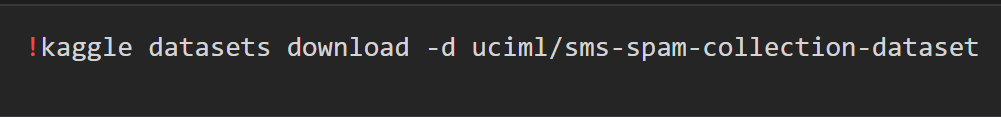 !kaggle datasets download -d uciml/sms-spam-collection-dataset